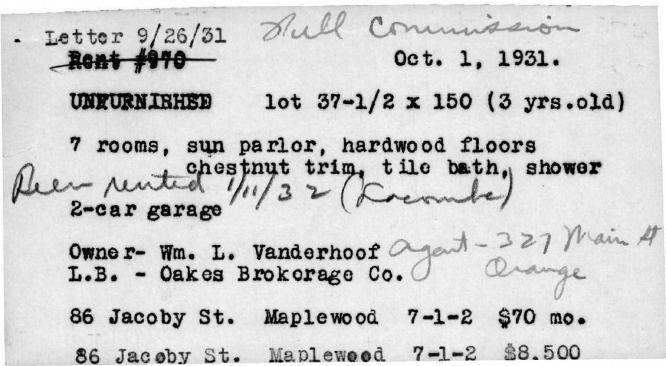 Letter 9/26/31 Full Commission
Rent #970 Oct. 1, 1931.
UNFURNISHED lot 37-1/2 x 150 (3 yrs.old)
7 rooms, sun parlor, hardwood floors
chestnut trim, tile bath, shower
Been rented 1/11/32 (Lacombe)
2-car garage
Owner- Wm. L. Vanderhoof Agent - 327 Main St
L.B. - Oakes Brokerage Co. Orange
86 Jacoby St. Maplewood 7-1-2 $70 mo.
86 Jacoby St. Maplewood 7-1-2 $8,500